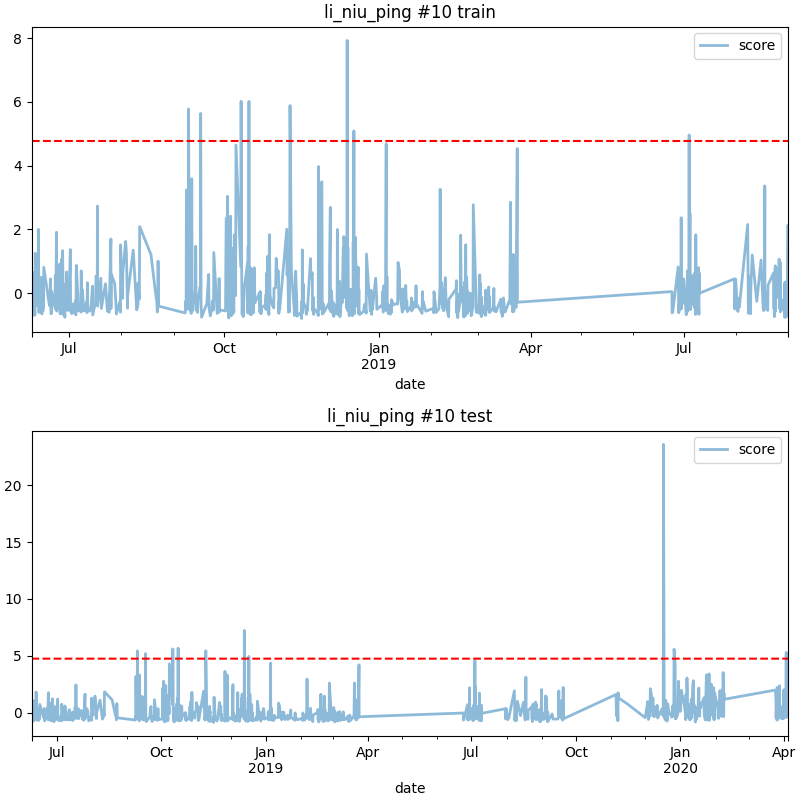 li_niu_ping #10 train
score
8
6
4
2
0
Jul Oct Jan Apr Jul
2019
date
li_niu_ping #10 test
score
20
15
10
5
0
Jul Oct Jan Apr Jul Oct Jan Apr
2019 2020
date